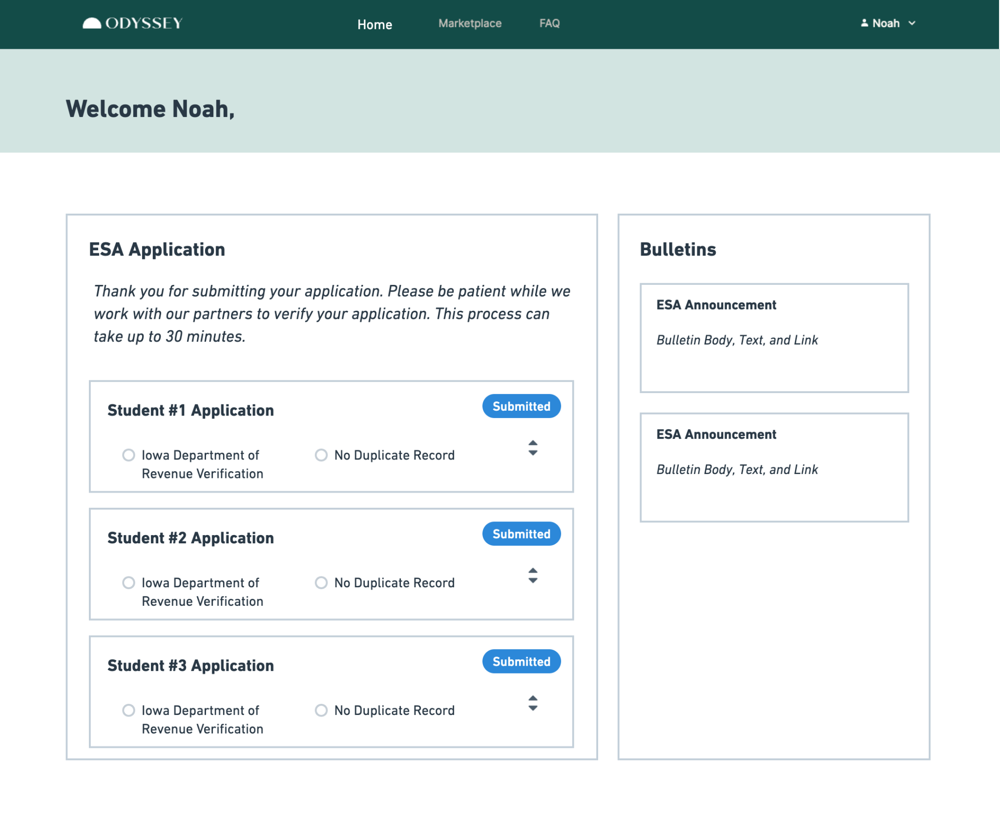 ODYSSEY
Home
Marketplace
FAQ
Noah
Welcome Noah,
ESA Application
Thank you for submitting your application. Please be patient while we
work with our partners to verify your application. This process can
take up to 30 minutes.
Student #1 Application
Submitted
Iowa Department of
Revenue Verification
No Duplicate Record
Student #2 Application
Submitted
Iowa Department of
Revenue Verification
No Duplicate Record
Student #3 Application
Submitted
Iowa Department of
Revenue Verification
No Duplicate Record
Bulletins
ESA Announcement
Bulletin Body, Text, and Link
ESA Announcement
Bulletin Body, Text, and Link